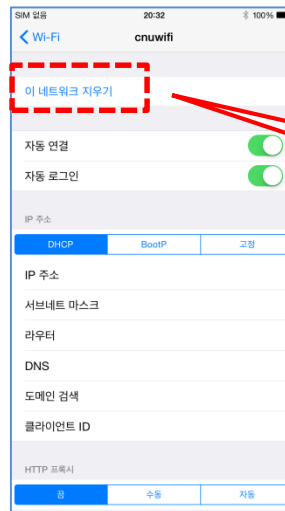 SIM 없음 20:32 100%
Wi-Fi cnuwifi
이 네트워크 지우기
자동 연결
자동 로그인
IP 주소
DHCP BootP 고정
IP 주소
서브네트 마스크
라우터
DNS
도메인 검색
클라이언트 ID
HTTP 프록시
끔 수동 자동